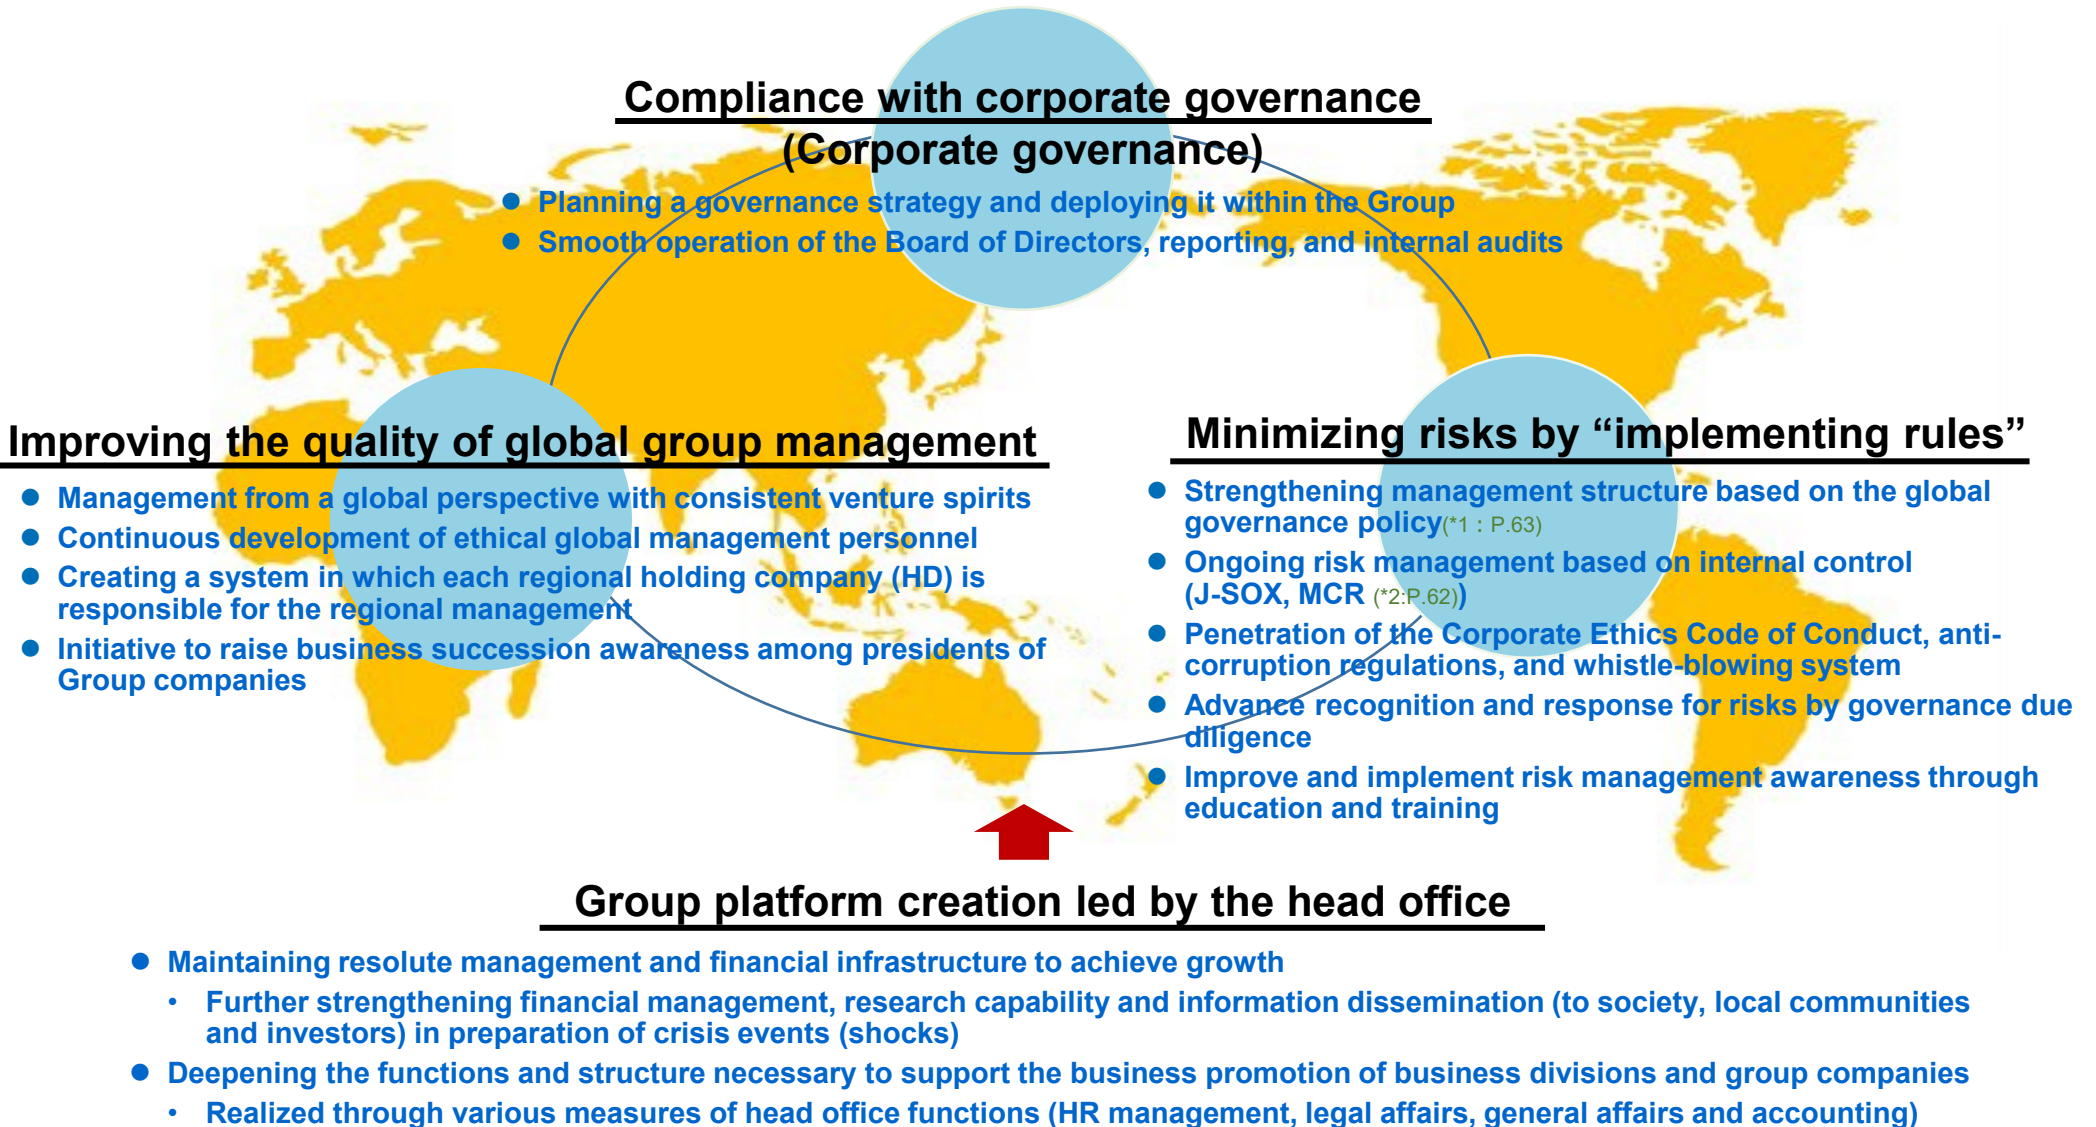 Compliance with corporate governance
(Corporate governance)
● Planning a governance strategy and deploying it within the Group
● Smooth operation of the Board of Directors, reporting, and internal audits
Improving the quality of global group management
● Management from a global perspective with consistent venture spirits
● Continuous development of ethical global management personnel
● Creating a system in which each regional holding company (HD) is
responsible for the regional management
● Initiative to raise business succession awareness among presidents of
Group companies
Minimizing risks by “implementing rules”
● Strengthening management structure based on the global
governance policy(*1 : P.63)
● Ongoing risk management based on internal control
(J-SOX, MCR (*2:P.62))
● Penetration of the Corporate Ethics Code of Conduct, anti-
corruption regulations, and whistle-blowing system
● Advance recognition and response for risks by governance due
diligence
● Improve and implement risk management awareness through
education and training
Group platform creation led by the head office
● Maintaining resolute management and financial infrastructure to achieve growth
• Further strengthening financial management, research capability and information dissemination (to society, local communities
and investors) in preparation of crisis events (shocks)
● Deepening the functions and structure necessary to support the business promotion of business divisions and group companies
• Realized through various measures of head office functions (HR management, legal affairs, general affairs and accounting)